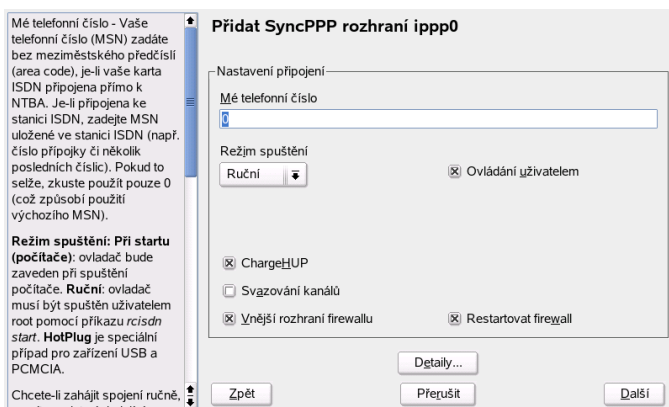 Mé telefonní číslo - Vaše
telefonní číslo (MSN) zadáte
bez meziměstského předčíslí
(area code), je-li vaše karta
ISDN připojena přímo k
NTBA. Je-li připojena ke
stanici ISDN, zadejte MSN
uložené ve stanici ISDN (např.
číslo přípojky či několik
posledních číslic). Pokud to
selže, zkuste použít pouze 0
(což způsobí použití
výchozího MSN).
Režim spuštění: Při startu
(počítače): ovladač bude
zaveden při spuštění
počítače. Ruční: ovladač
musí být spuštěn uživatelem
root pomocí příkazu rcisdn
start. HotPlug je speciální
případ pro zařízení USB a
PCMCIA.
Chcete-li zahájit spojení ručně,
Přidat SyncPPP rozhraní ippp0
Nastavení připojení
Mé telefonní číslo
0
Režim spuštění
Ruční
Ovládání uživatelem
ChargeHUP
Svazování kanálů
Vnější rozhraní firewallu
Restartovat firewall
Detaily...
Zpět
Přerušit
Další